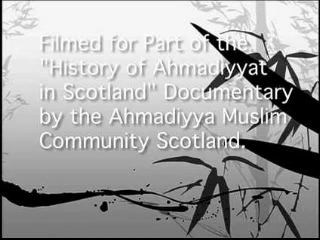 Filmed for Part of the
"History of Ahmadiyyat
in Scotland" Documentary
by the Ahmadiyya Muslim
Community Scotland.